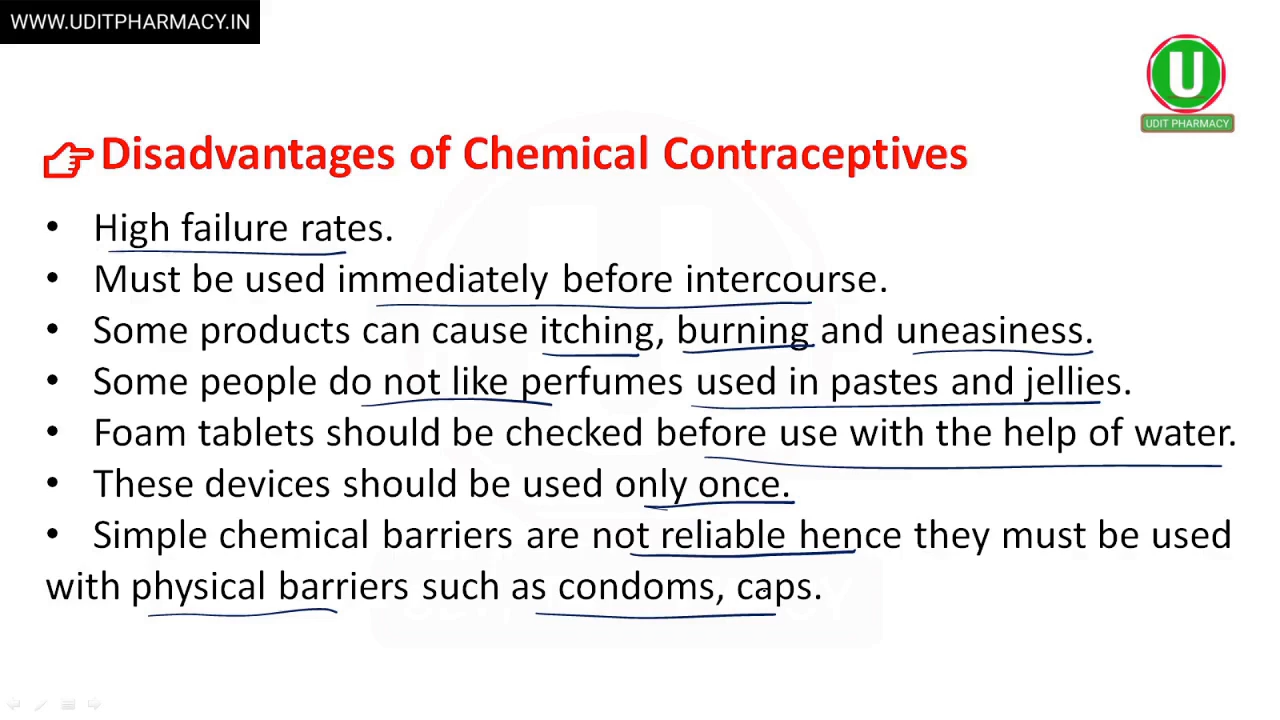 WWW.UDITPHARMACY.IN
U
UDIT PHARMACY
Disadvantages of Chemical Contraceptives
• High failure rates.
• Must be used immediately before intercourse.
• Some products can cause itching, burning and uneasiness.
• Some people do not like perfumes used in pastes and jellies.
• Foam tablets should be checked before use with the help of water.
• These devices should be used only once.
• Simple chemical barriers are not reliable hence they must be used
with physical barriers such as condoms, caps.